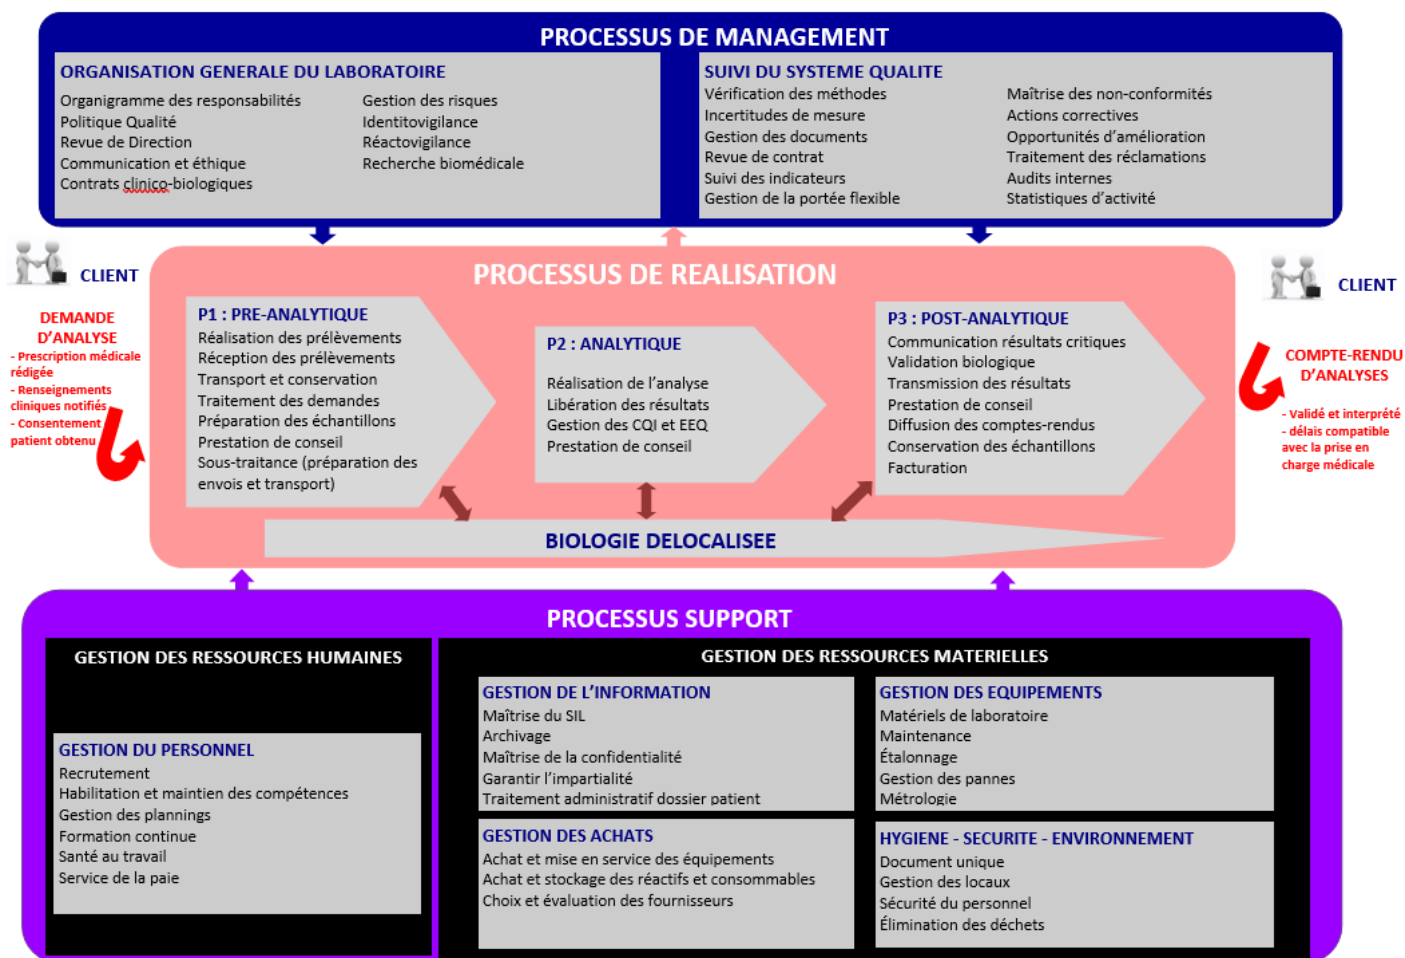 PROCESSUS DE MANAGEMENT
ORGANISATION GENERALE DU LABORATOIRE
Organigramme des responsabilités
Politique Qualité
Revue de Direction
Communication et éthique
Contrats clinico-biologiques
Gestion des risques
Identitovigilance
Réactovigilance
Recherche biomédicale
SUIVI DU SYSTEME QUALITE
Vérification des méthodes
Incertitudes de mesure
Gestion des documents
Revue de contrat
Suivi des indicateurs
Gestion de la portée flexible
Maîtrise des non-conformités
Actions correctives
Opportunités d’amélioration
Traitement des réclamations
Audits internes
Statistiques d’activité
CLIENT
DEMANDE
D’ANALYSE
- Prescription médicale
rédigée
- Renseignements
cliniques notifiés
- Consentement
patient obtenu
PROCESSUS DE REALISATION
P1 : PRE-ANALYTIQUE
Réalisation des prélèvements
Réception des prélèvements
Transport et conservation
Traitement des demandes
Préparation des échantillons
Prestation de conseil
Sous-traitance (préparation des
envois et transport)
P2 : ANALYTIQUE
Réalisation de l’analyse
Libération des résultats
Gestion des CQI et EEQ
Prestation de conseil
P3 : POST-ANALYTIQUE
Communication résultats critiques
Validation biologique
Transmission des résultats
Prestation de conseil
Diffusion des comptes-rendus
Conservation des échantillons
Facturation
BIOLOGIE DELOCALISEE
CLIENT
COMPTE-RENDU
D’ANALYSES
- Validé et interprété
- délais compatible
avec la prise en
charge médicale
PROCESSUS SUPPORT
GESTION DES RESSOURCES HUMAINES
GESTION DU PERSONNEL
Recrutement
Habilitation et maintien des compétences
Gestion des plannings
Formation continue
Santé au travail
Service de la paie
GESTION DES RESSOURCES MATERIELLES
GESTION DE L’INFORMATION
Maîtrise du SIL
Archivage
Maîtrise de la confidentialité
Garantir l’impartialité
Traitement administratif dossier patient
GESTION DES EQUIPEMENTS
Matériels de laboratoire
Maintenance
Étalonnage
Gestion des pannes
Métrologie
GESTION DES ACHATS
Achat et mise en service des équipements
Achat et stockage des réactifs et consommables
Choix et évaluation des fournisseurs
HYGIENE - SECURITE - ENVIRONNEMENT
Document unique
Gestion des locaux
Sécurité du personnel
Élimination des déchets